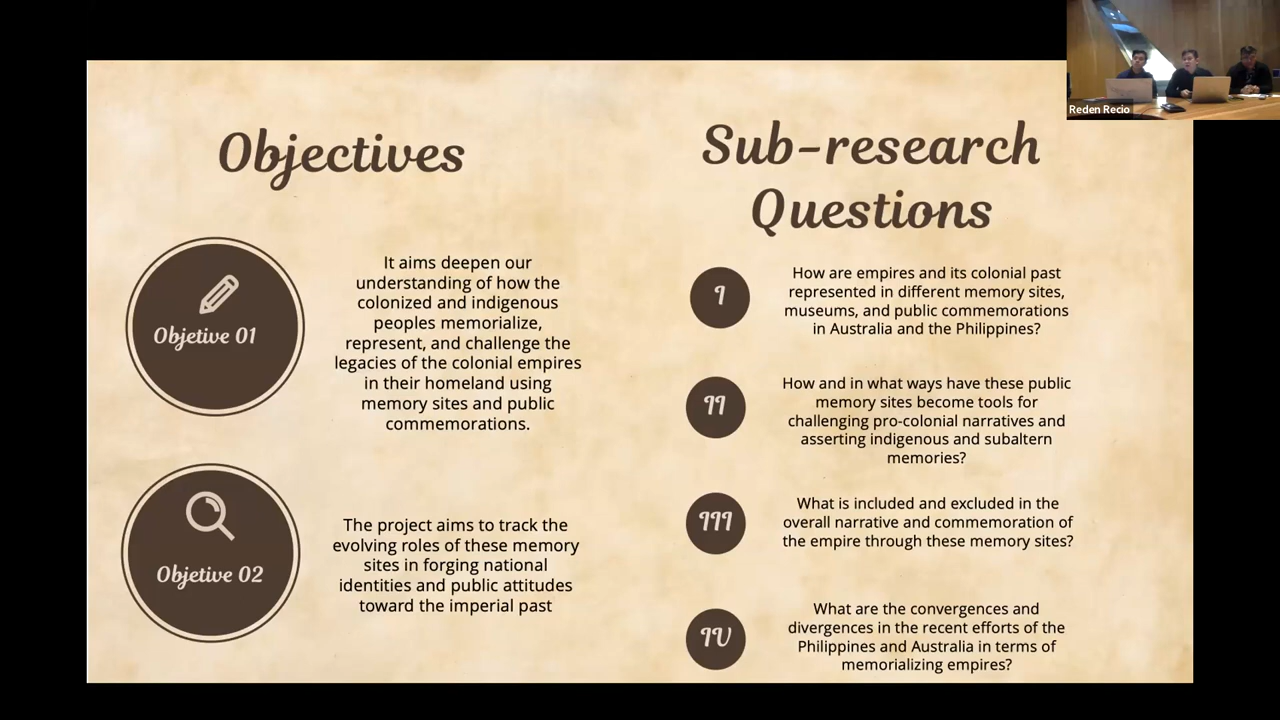 Objectives
Objetive 01
It aims deepen our
understanding of how the
colonized and indigenous
peoples memorialize,
represent, and challenge the
legacies of the colonial empires
in their homeland using
memory sites and public
commemorations.
Objetive 02
The project aims to track the
evolving roles of these memory
sites in forging national
identities and public attitudes
toward the imperial past
Sub-research
Questions
I
How are empires and its colonial past
represented in different memory sites,
museums, and public commemorations
in Australia and the Philippines?
II
How and in what ways have these public
memory sites become tools for
challenging pro-colonial narratives and
asserting indigenous and subaltern
memories?
III
What is included and excluded in the
overall narrative and commemoration of
the empire through these memory sites?
IV
What are the convergences and
divergences in the recent efforts of the
Philippines and Australia in terms of
memorializing empires?
Reden Recio